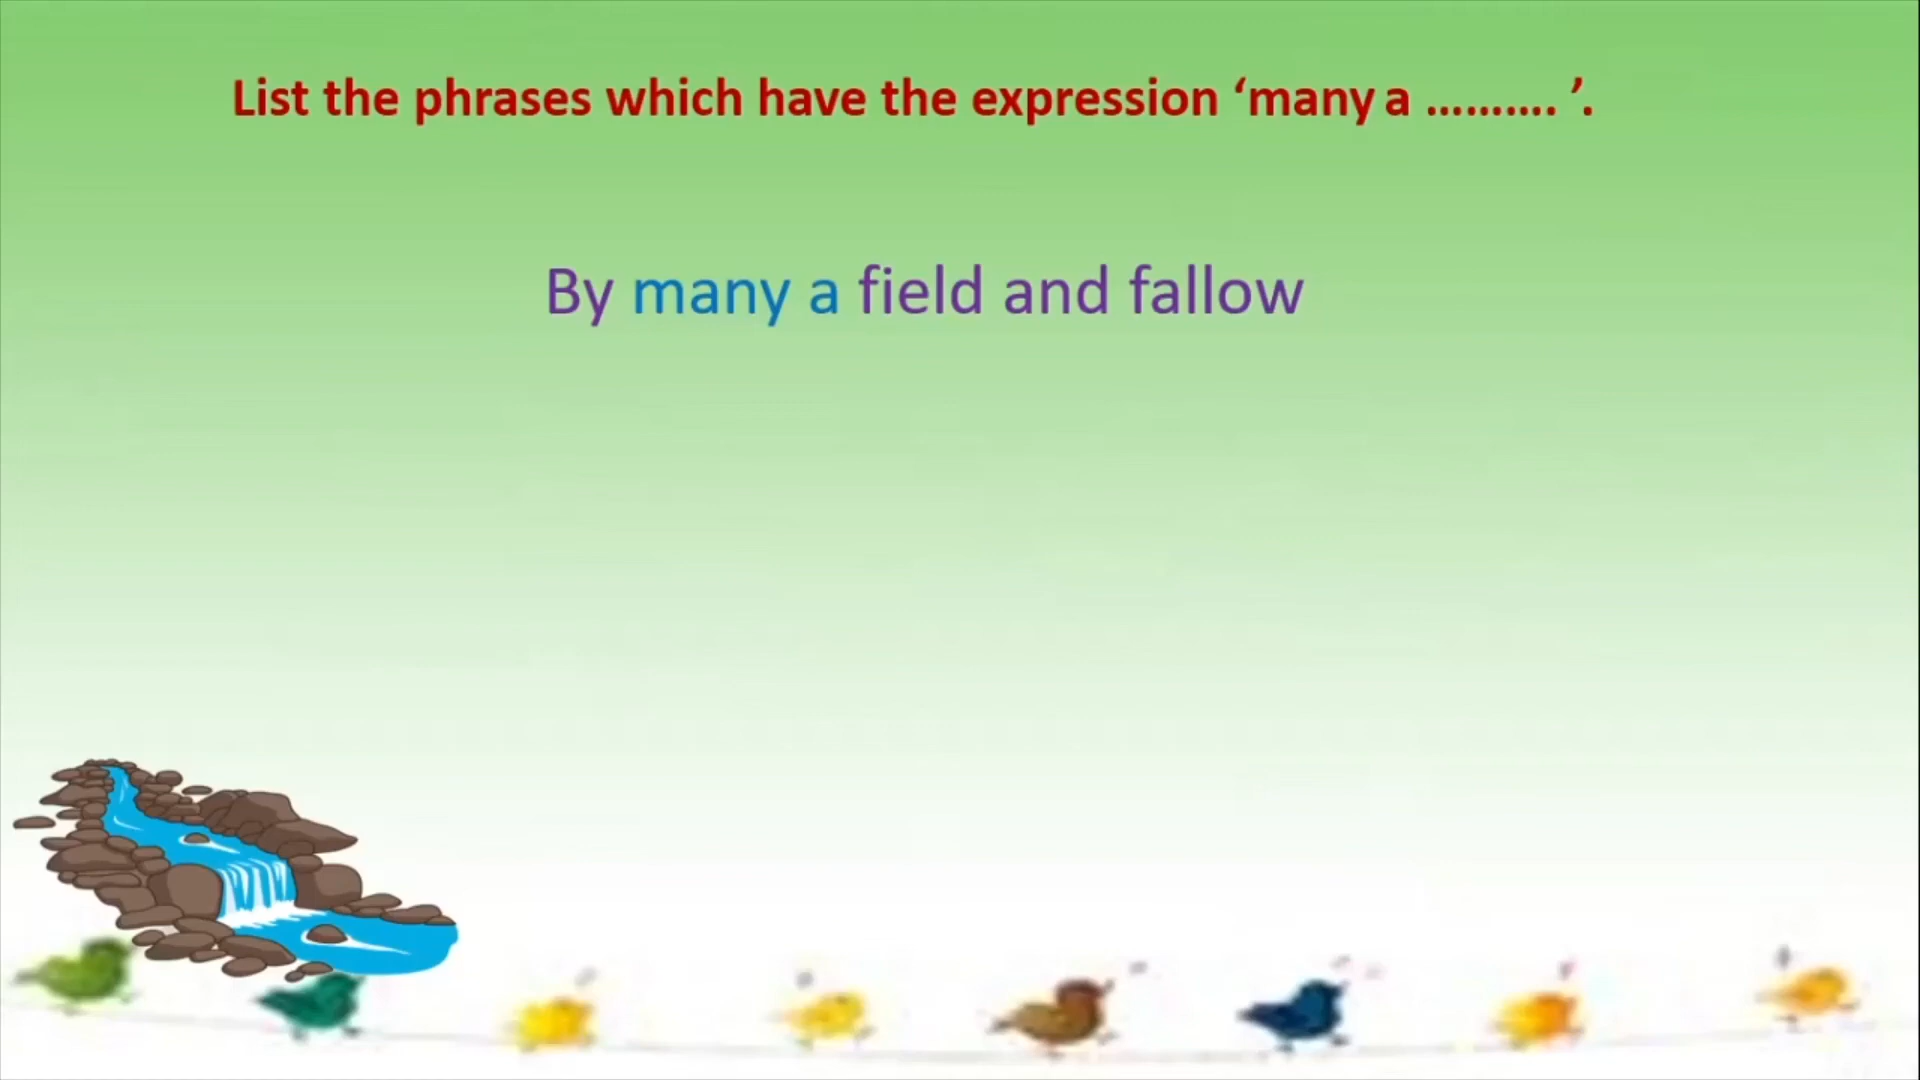 List the phrases which have the expression ‘many a ………. ’.
By many a field and fallow